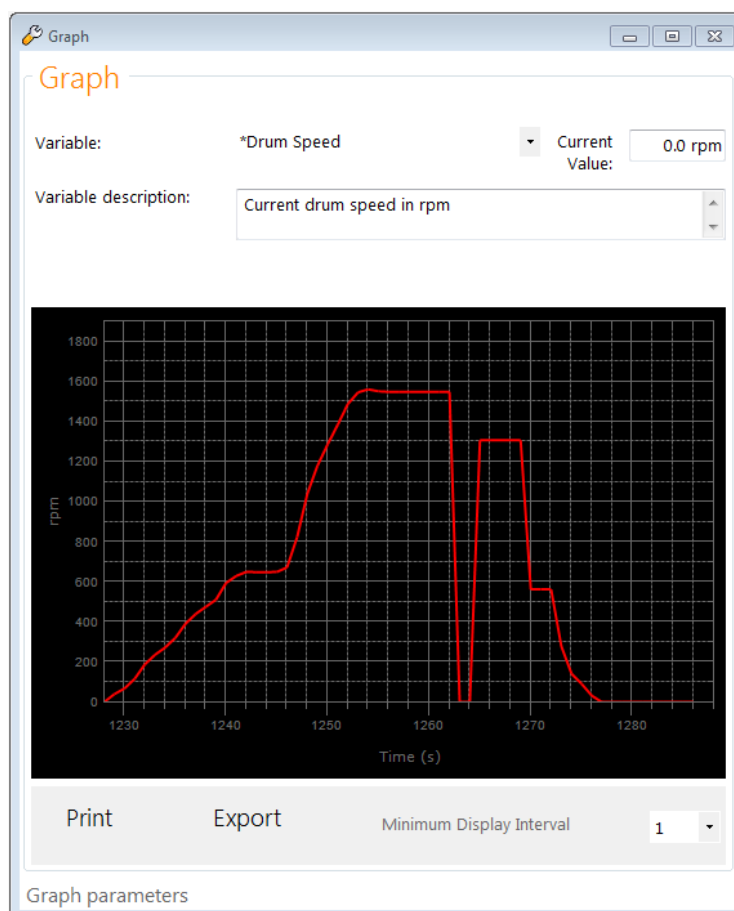 Graph
Graph
Variable:
*Drum Speed
Current
Value:
0.0 rpm
Variable description:
Current drum speed in rpm
1800
1600
1400
1200
1000
800
600
400
200
0
rpm
1230 1240 1250 1260 1270 1280
Time (s)
Print Export Minimum Display Interval 1
Graph parameters